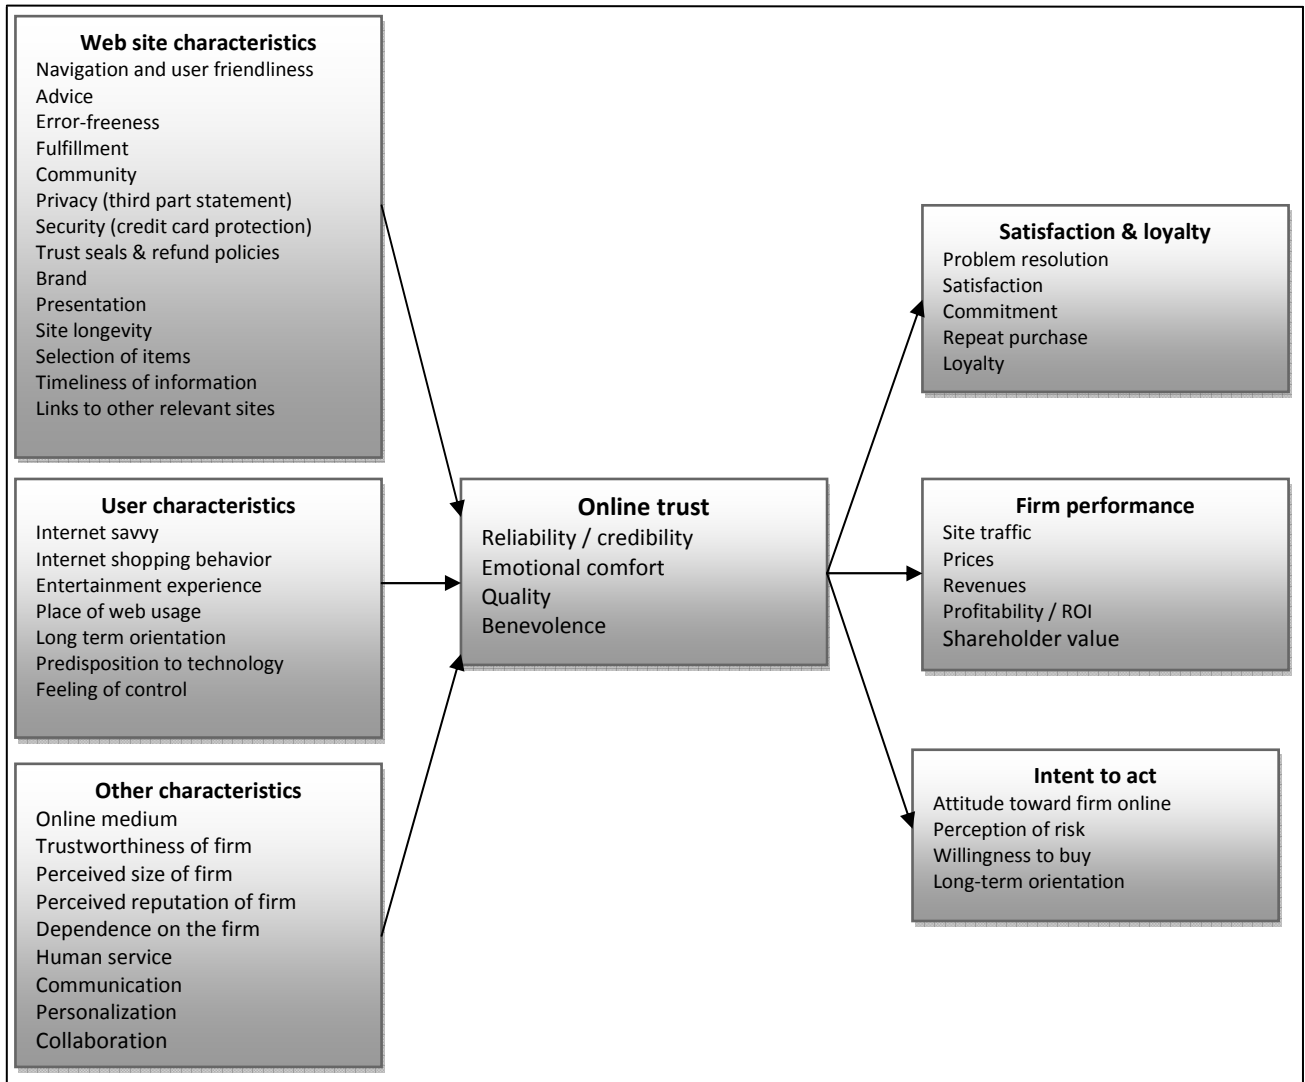 Web site characteristics
Navigation and user friendliness
Advice
Error-freeness
Fulfillment
Community
Privacy (third part statement)
Security (credit card protection)
Trust seals & refund policies
Brand
Presentation
Site longevity
Selection of items
Timeliness of information
Links to other relevant sites
User characteristics
Internet savvy
Internet shopping behavior
Entertainment experience
Place of web usage
Long term orientation
Predisposition to technology
Feeling of control
Other characteristics
Online medium
Trustworthiness of firm
Perceived size of firm
Perceived reputation of firm
Dependence on the firm
Human service
Communication
Personalization
Collaboration
Online trust
Reliability / credibility
Emotional comfort
Quality
Benevolence
Satisfaction & loyalty
Problem resolution
Satisfaction
Commitment
Repeat purchase
Loyalty
Firm performance
Site traffic
Prices
Revenues
Profitability / ROI
Shareholder value
Intent to act
Attitude toward firm online
Perception of risk
Willingness to buy
Long-term orientation